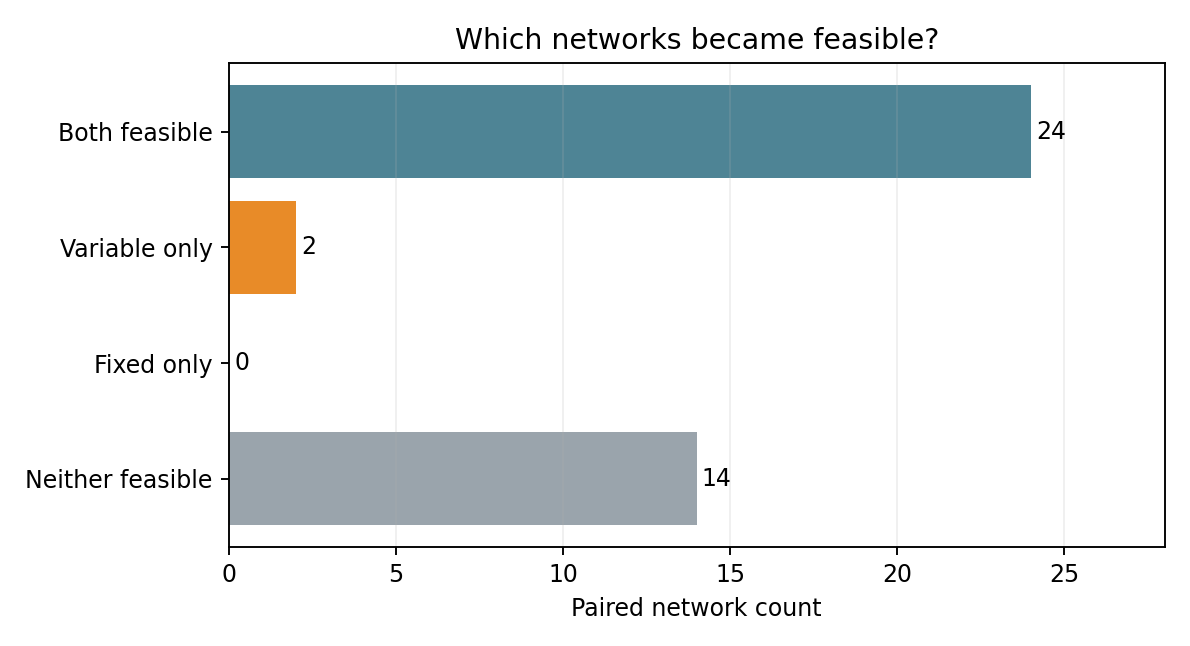 Which networks became feasible?
Both feasible
24
Variable only
2
Fixed only
0
Neither feasible
14
0 5 10 15 20 25
Paired network count